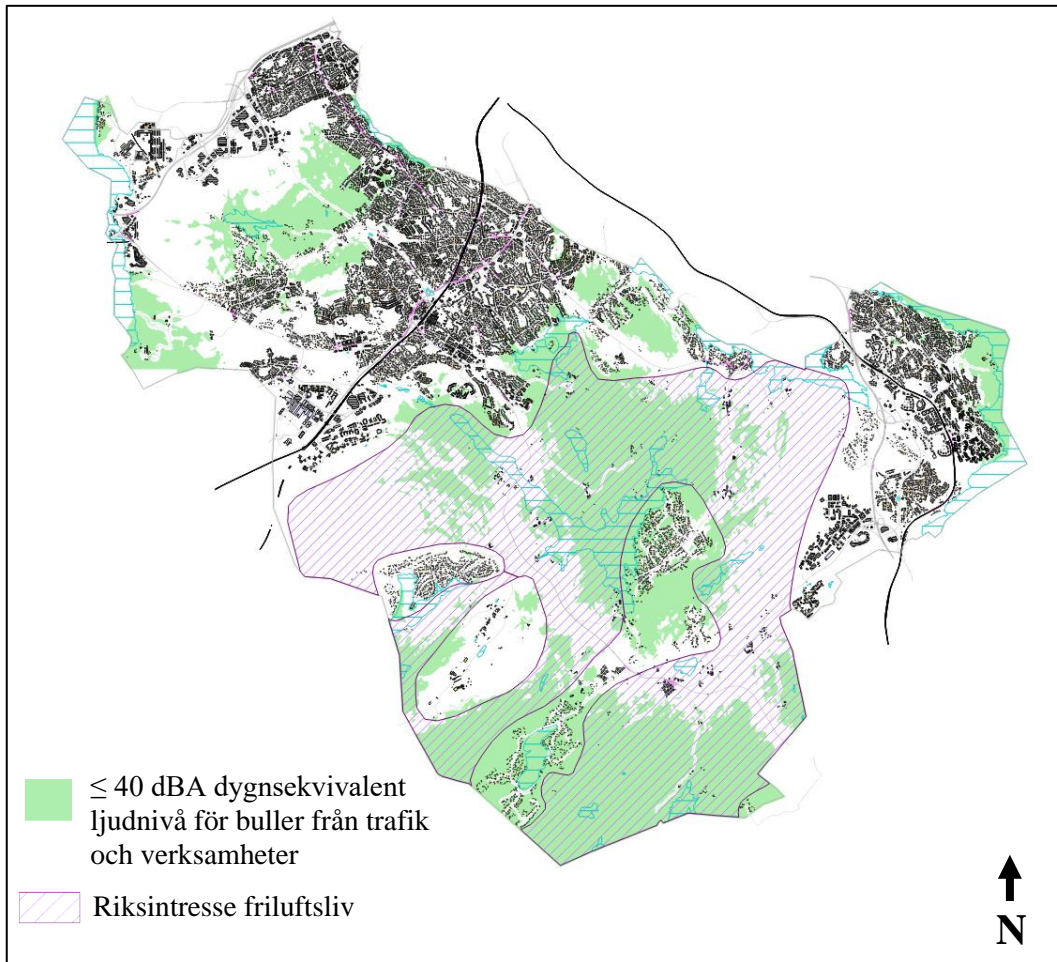 ≤ 40 dBA dygnsekvivalent
ljudnivå för buller från trafik
och verksamheter
Riksintresse friluftsliv
N